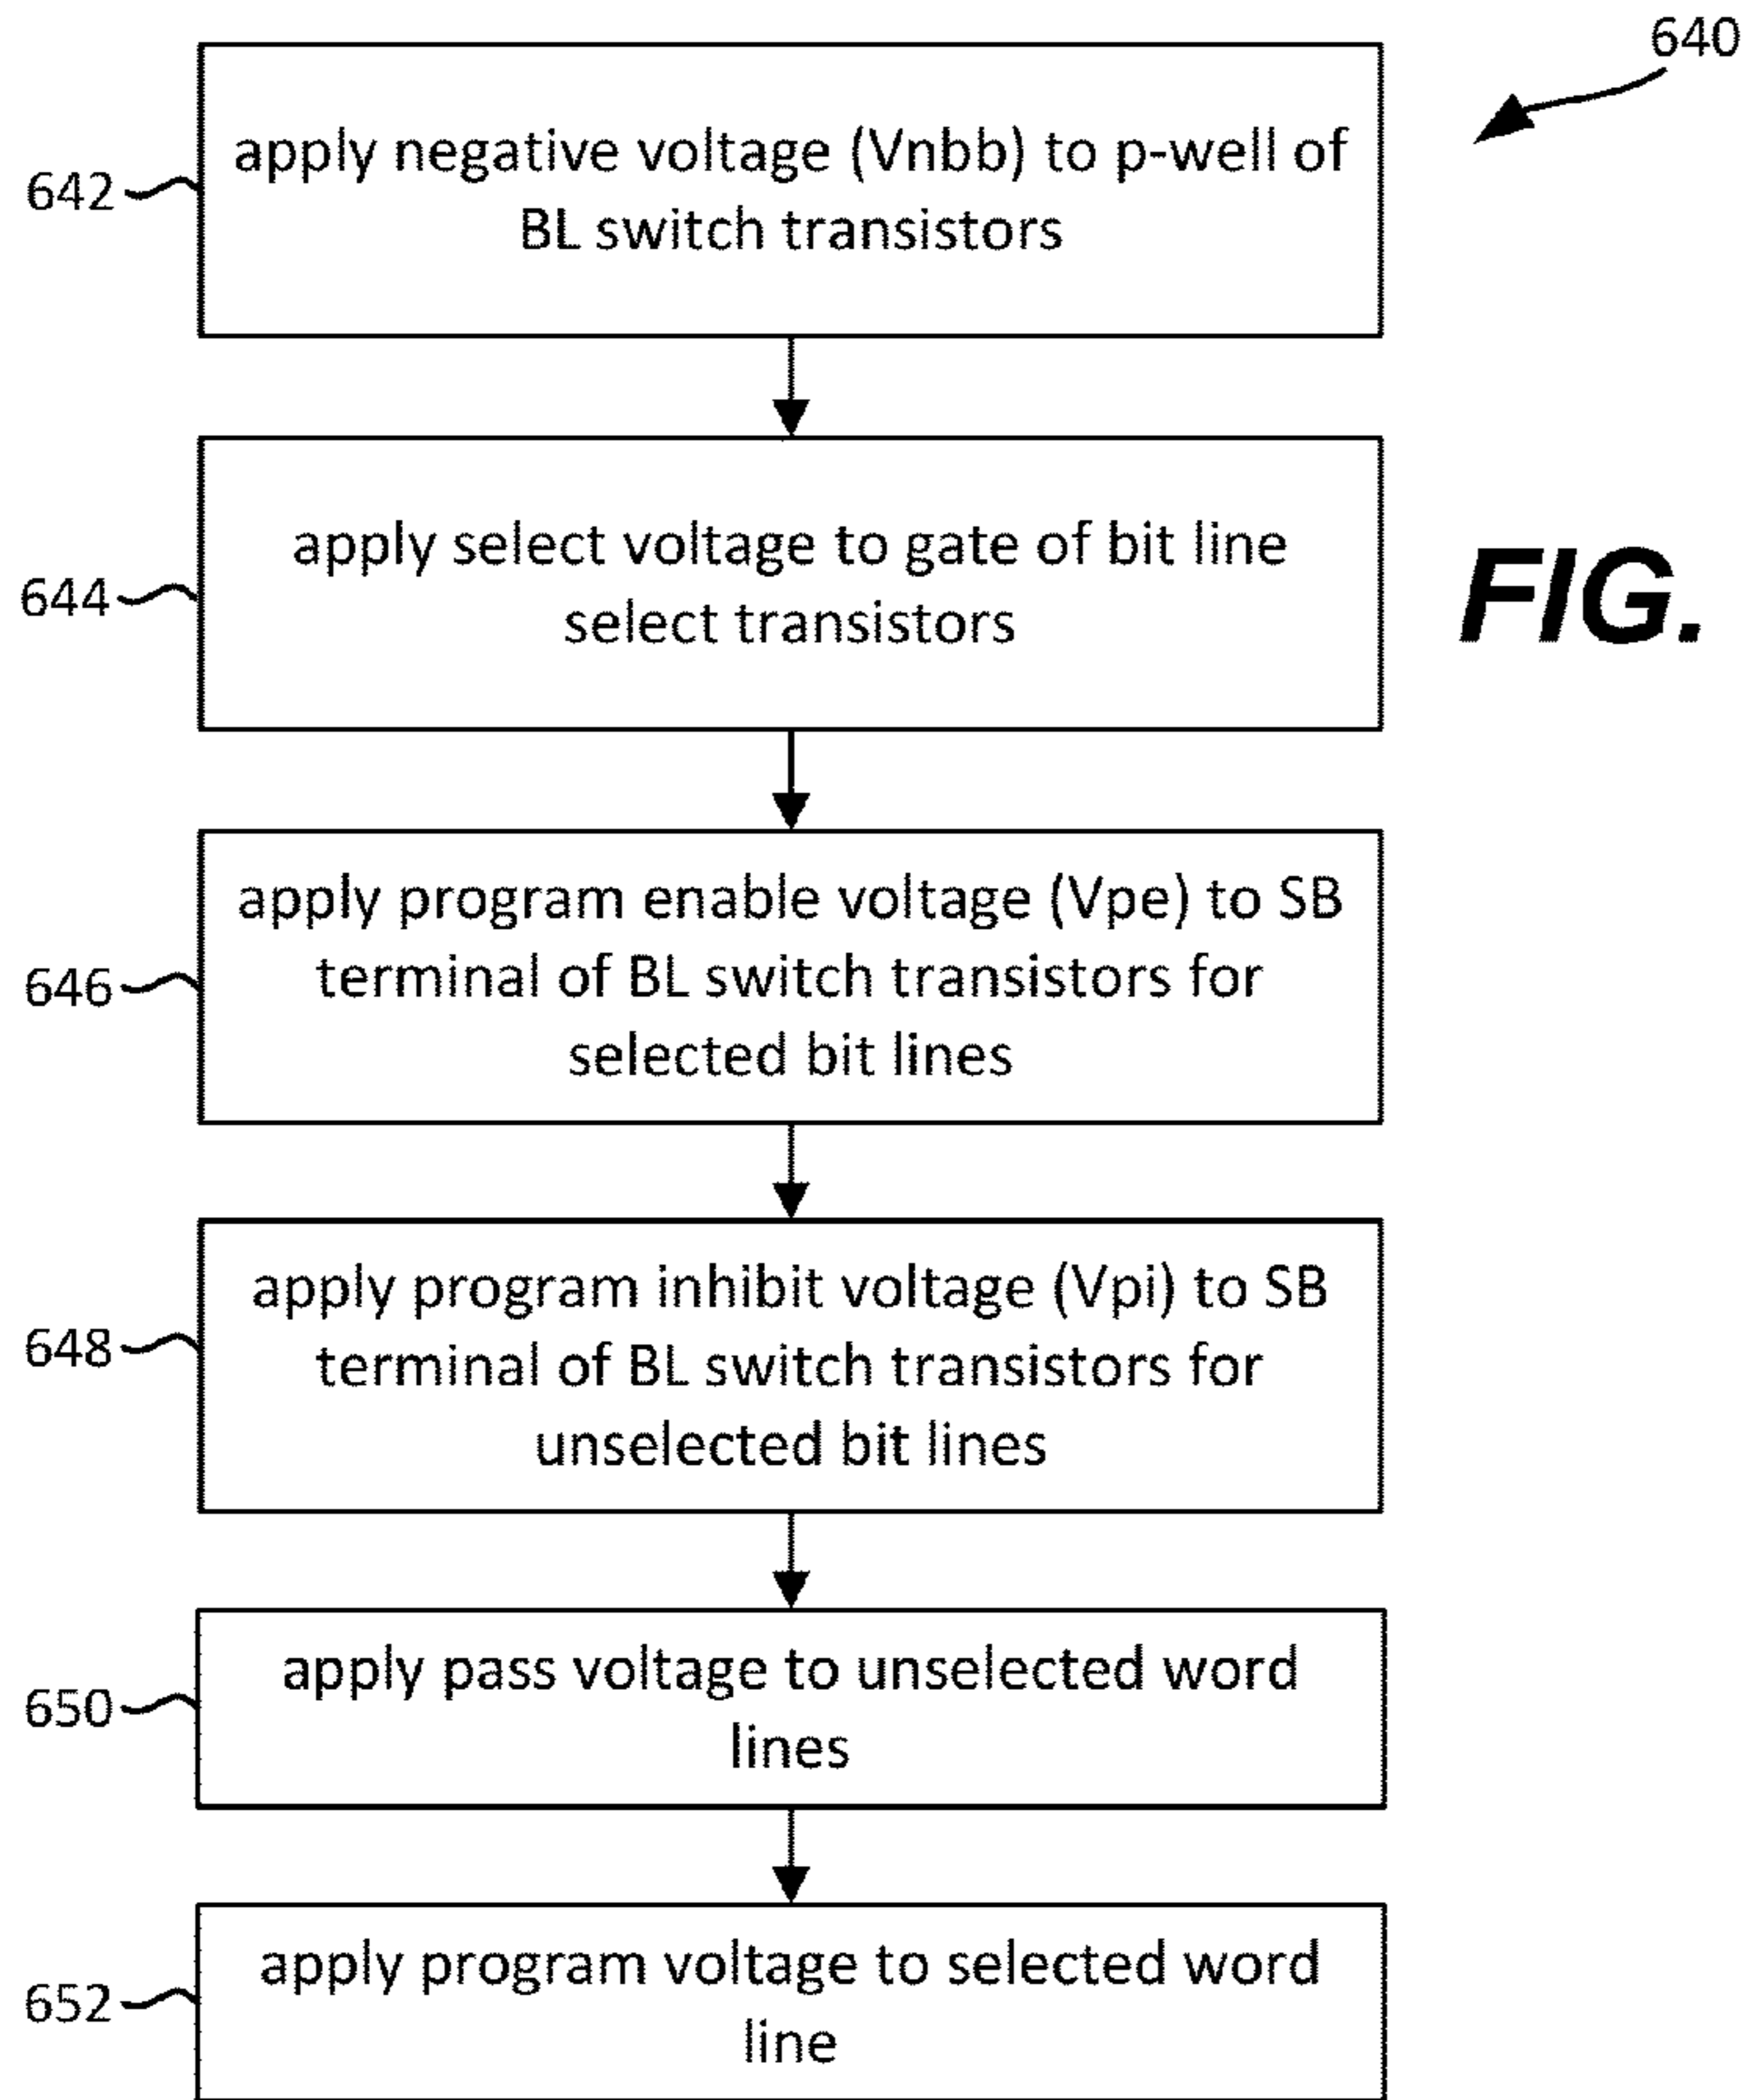 640
642
apply negative voltage (Vnbb) to p-well of
BL switch transistors
644
apply select voltage to gate of bit line
select transistors
FIG.
646
apply program enable voltage (Vpe) to SB
terminal of BL switch transistors for
selected bit lines
648
apply program inhibit voltage (Vpi) to SB
terminal of BL switch transistors for
unselected bit lines
650
apply pass voltage to unselected word
lines
652
apply program voltage to selected word
line